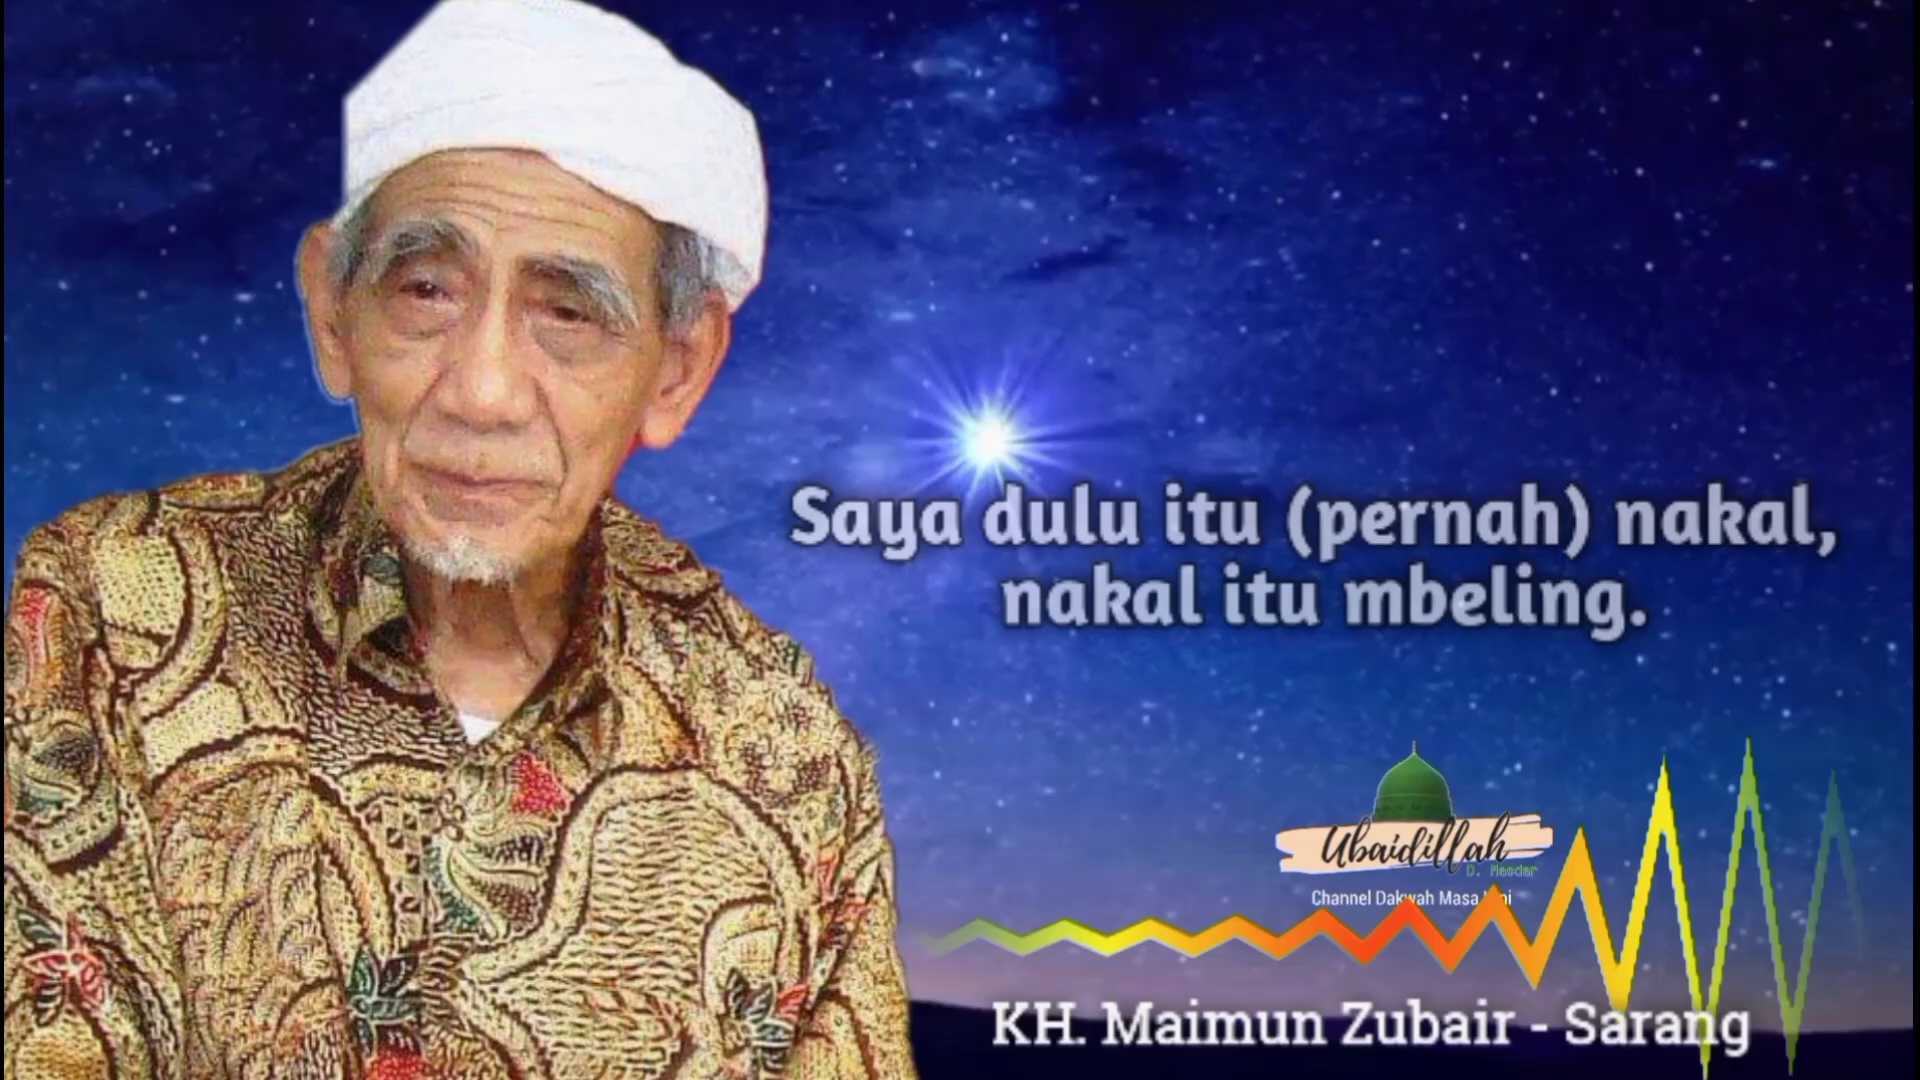 Saya dulu itu (pernah) nakal,
nakal itu mbeling.
Ubaidillah
D. Masdar
Channel Dakwah Masa
KH. Maimun Zubair - Sarang